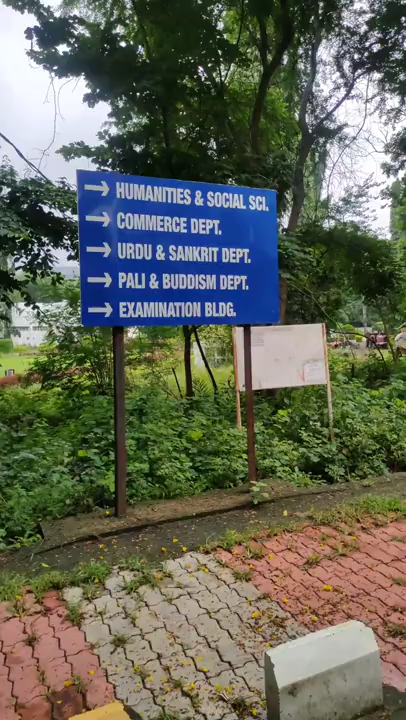 → HUMANITIES & SOCIAL SCI.
→ COMMERCE DEPT.
→ URDU & SANKRIT DEPT.
→ PALI & BUDDISM DEPT.
→ EXAMINATION BLDG.